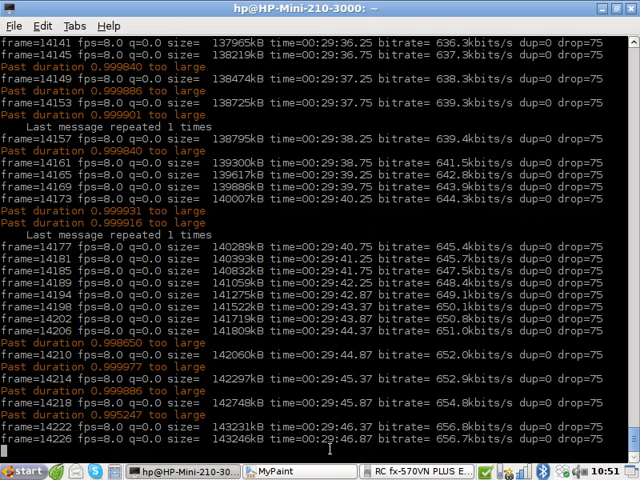 hp@HP-Mini-210-3000: ~
File Edit Tabs Help
frame=14141 fps=8.0 q=0.0 size=  137965kB time=00:29:36.25 bitrate= 636.3kbits/s dup=0 drop=75
frame=14145 fps=8.0 q=0.0 size=  138219kB time=00:29:36.75 bitrate= 637.3kbits/s dup=0 drop=75
Past duration 0.999840 too large
frame=14149 fps=8.0 q=0.0 size=  138474kB time=00:29:37.25 bitrate= 638.3kbits/s dup=0 drop=75
Past duration 0.999886 too large
frame=14153 fps=8.0 q=0.0 size=  138725kB time=00:29:37.75 bitrate= 639.3kbits/s dup=0 drop=75
Past duration 0.999901 too large
Last message repeated 1 times
frame=14157 fps=8.0 q=0.0 size=  138795kB time=00:29:38.25 bitrate= 639.4kbits/s dup=0 drop=75
Past duration 0.999840 too large
frame=14161 fps=8.0 q=0.0 size=  139300kB time=00:29:38.75 bitrate= 641.5kbits/s dup=0 drop=75
frame=14165 fps=8.0 q=0.0 size=  139617kB time=00:29:39.25 bitrate= 642.8kbits/s dup=0 drop=75
frame=14169 fps=8.0 q=0.0 size=  139886kB time=00:29:39.75 bitrate= 643.9kbits/s dup=0 drop=75
frame=14173 fps=8.0 q=0.0 size=  140007kB time=00:29:40.25 bitrate= 644.3kbits/s dup=0 drop=75
Past duration 0.999931 too large
Past duration 0.999916 too large
Last message repeated 1 times
frame=14177 fps=8.0 q=0.0 size=  140289kB time=00:29:40.75 bitrate= 645.4kbits/s dup=0 drop=75
frame=14181 fps=8.0 q=0.0 size=  140393kB time=00:29:41.25 bitrate= 645.7kbits/s dup=0 drop=75
frame=14185 fps=8.0 q=0.0 size=  140832kB time=00:29:41.75 bitrate= 647.5kbits/s dup=0 drop=75
frame=14189 fps=8.0 q=0.0 size=  141059kB time=00:29:42.25 bitrate= 648.4kbits/s dup=0 drop=75
frame=14194 fps=8.0 q=0.0 size=  141275kB time=00:29:42.87 bitrate= 649.1kbits/s dup=0 drop=75
frame=14198 fps=8.0 q=0.0 size=  141522kB time=00:29:43.37 bitrate= 650.1kbits/s dup=0 drop=75
frame=14202 fps=8.0 q=0.0 size=  141719kB time=00:29:43.87 bitrate= 650.8kbits/s dup=0 drop=75
frame=14206 fps=8.0 q=0.0 size=  141809kB time=00:29:44.37 bitrate= 651.0kbits/s dup=0 drop=75
Past duration 0.998650 too large
frame=14210 fps=8.0 q=0.0 size=  142060kB time=00:29:44.87 bitrate= 652.0kbits/s dup=0 drop=75
Past duration 0.999977 too large
frame=14214 fps=8.0 q=0.0 size=  142297kB time=00:29:45.37 bitrate= 652.9kbits/s dup=0 drop=75
Past duration 0.999886 too large
frame=14218 fps=8.0 q=0.0 size=  142748kB time=00:29:45.87 bitrate= 654.8kbits/s dup=0 drop=75
Past duration 0.995247 too large
frame=14222 fps=8.0 q=0.0 size=  143231kB time=00:29:46.37 bitrate= 656.8kbits/s dup=0 drop=75
frame=14226 fps=8.0 q=0.0 size=  143246kB time=00:29:46.87 bitrate= 656.7kbits/s dup=0 drop=75
start hp@HP-Mini-210-30... MyPaint RC fx-570VN PLUS E... 10:51